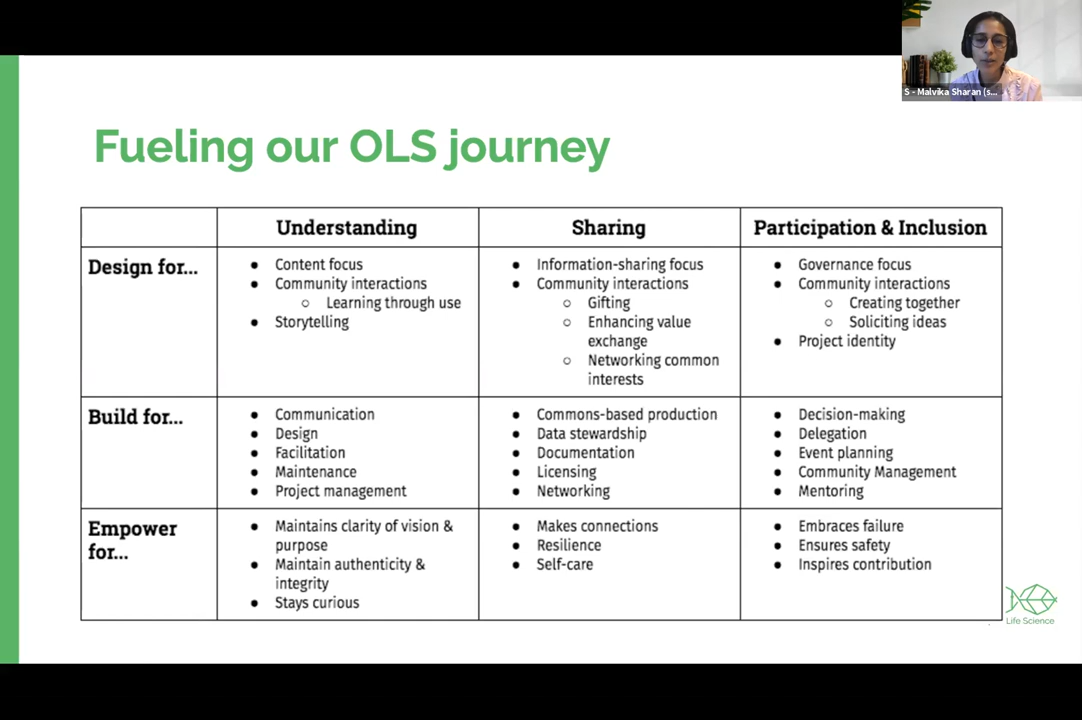 S - Malvika Sharan (s...
Fueling our OLS journey
Understanding
Sharing
Participation & Inclusion
Design for...
● Content focus
● Community interactions
○ Learning through use
● Storytelling
● Information-sharing focus
● Community interactions
○ Gifting
○ Enhancing value
exchange
○ Networking common
interests
● Governance focus
● Community interactions
○ Creating together
○ Soliciting ideas
● Project identity
Build for...
● Communication
● Design
● Facilitation
● Maintenance
● Project management
● Commons-based production
● Data stewardship
● Documentation
● Licensing
● Networking
● Decision-making
● Delegation
● Event planning
● Community Management
● Mentoring
Empower
for...
● Maintains clarity of vision &
purpose
● Maintain authenticity &
integrity
● Stays curious
● Makes connections
● Resilience
● Self-care
● Embraces failure
● Ensures safety
● Inspires contribution
Life Science